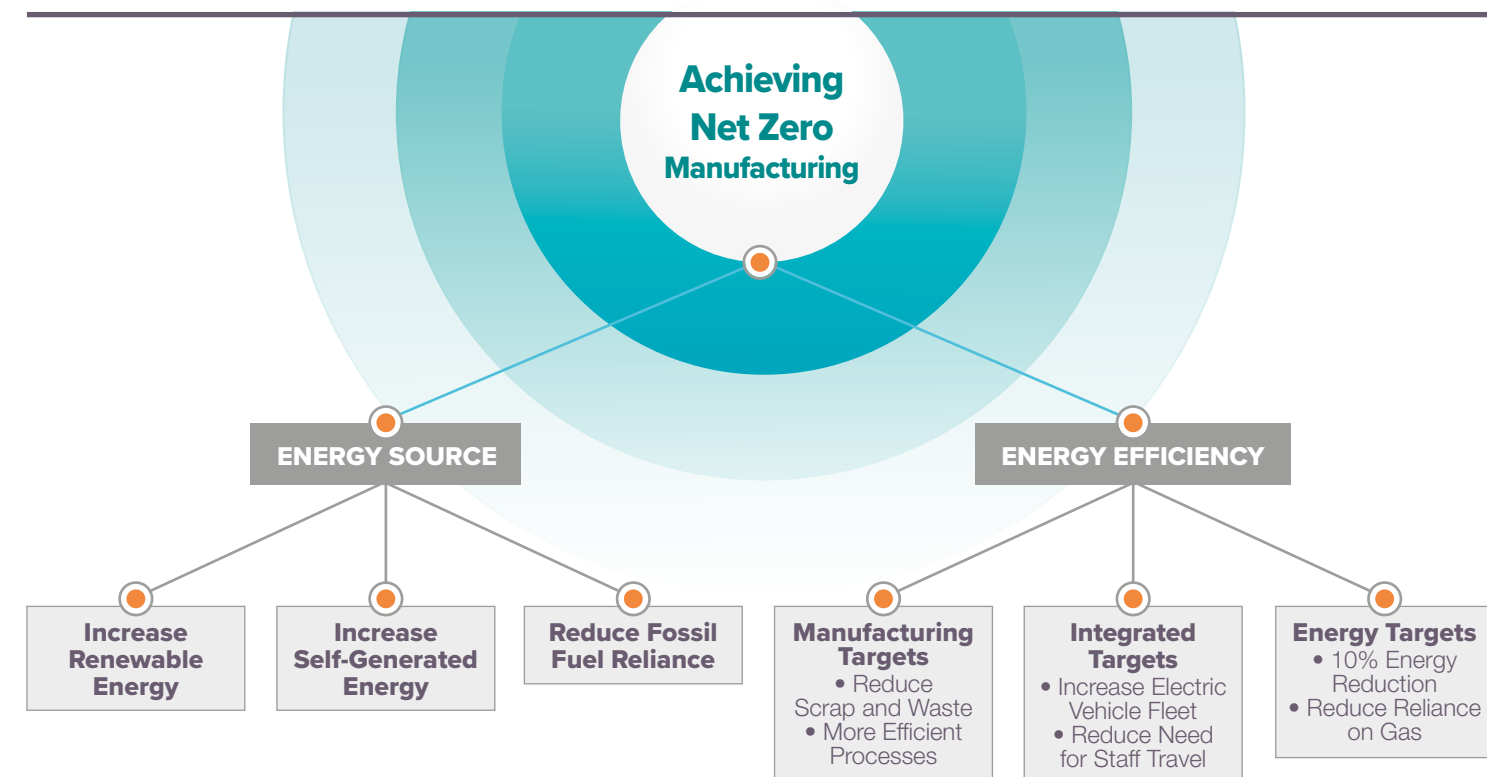 Achieving
Net Zero
Manufacturing
ENERGY SOURCE
ENERGY EFFICIENCY
Increase
Renewable
Energy
Increase
Self-Generated
Energy
Reduce Fossil
Fuel Reliance
Manufacturing
Targets
• Reduce
Scrap and Waste
• More Efficient
Processes
Integrated
Targets
• Increase Electric
Vehicle Fleet
• Reduce Need
for Staff Travel
Energy Targets
• 10% Energy
Reduction
• Reduce Reliance
on Gas